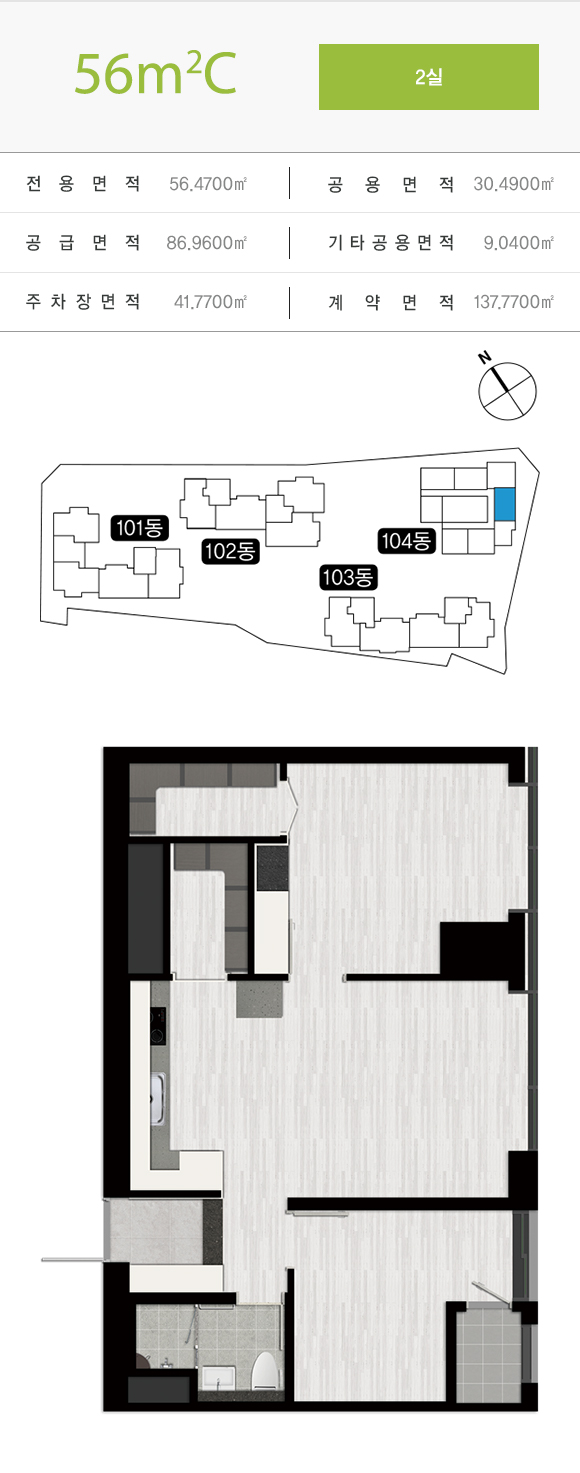 56m²C
2실
전용면적 56.4700㎡ 공용면적 30.4900㎡
공급면적 86.9600㎡ 기타공용면적 9.0400㎡
주차장면적 41.7700㎡ 계약면적 137.7700㎡
N
101동
102동
104동
103동